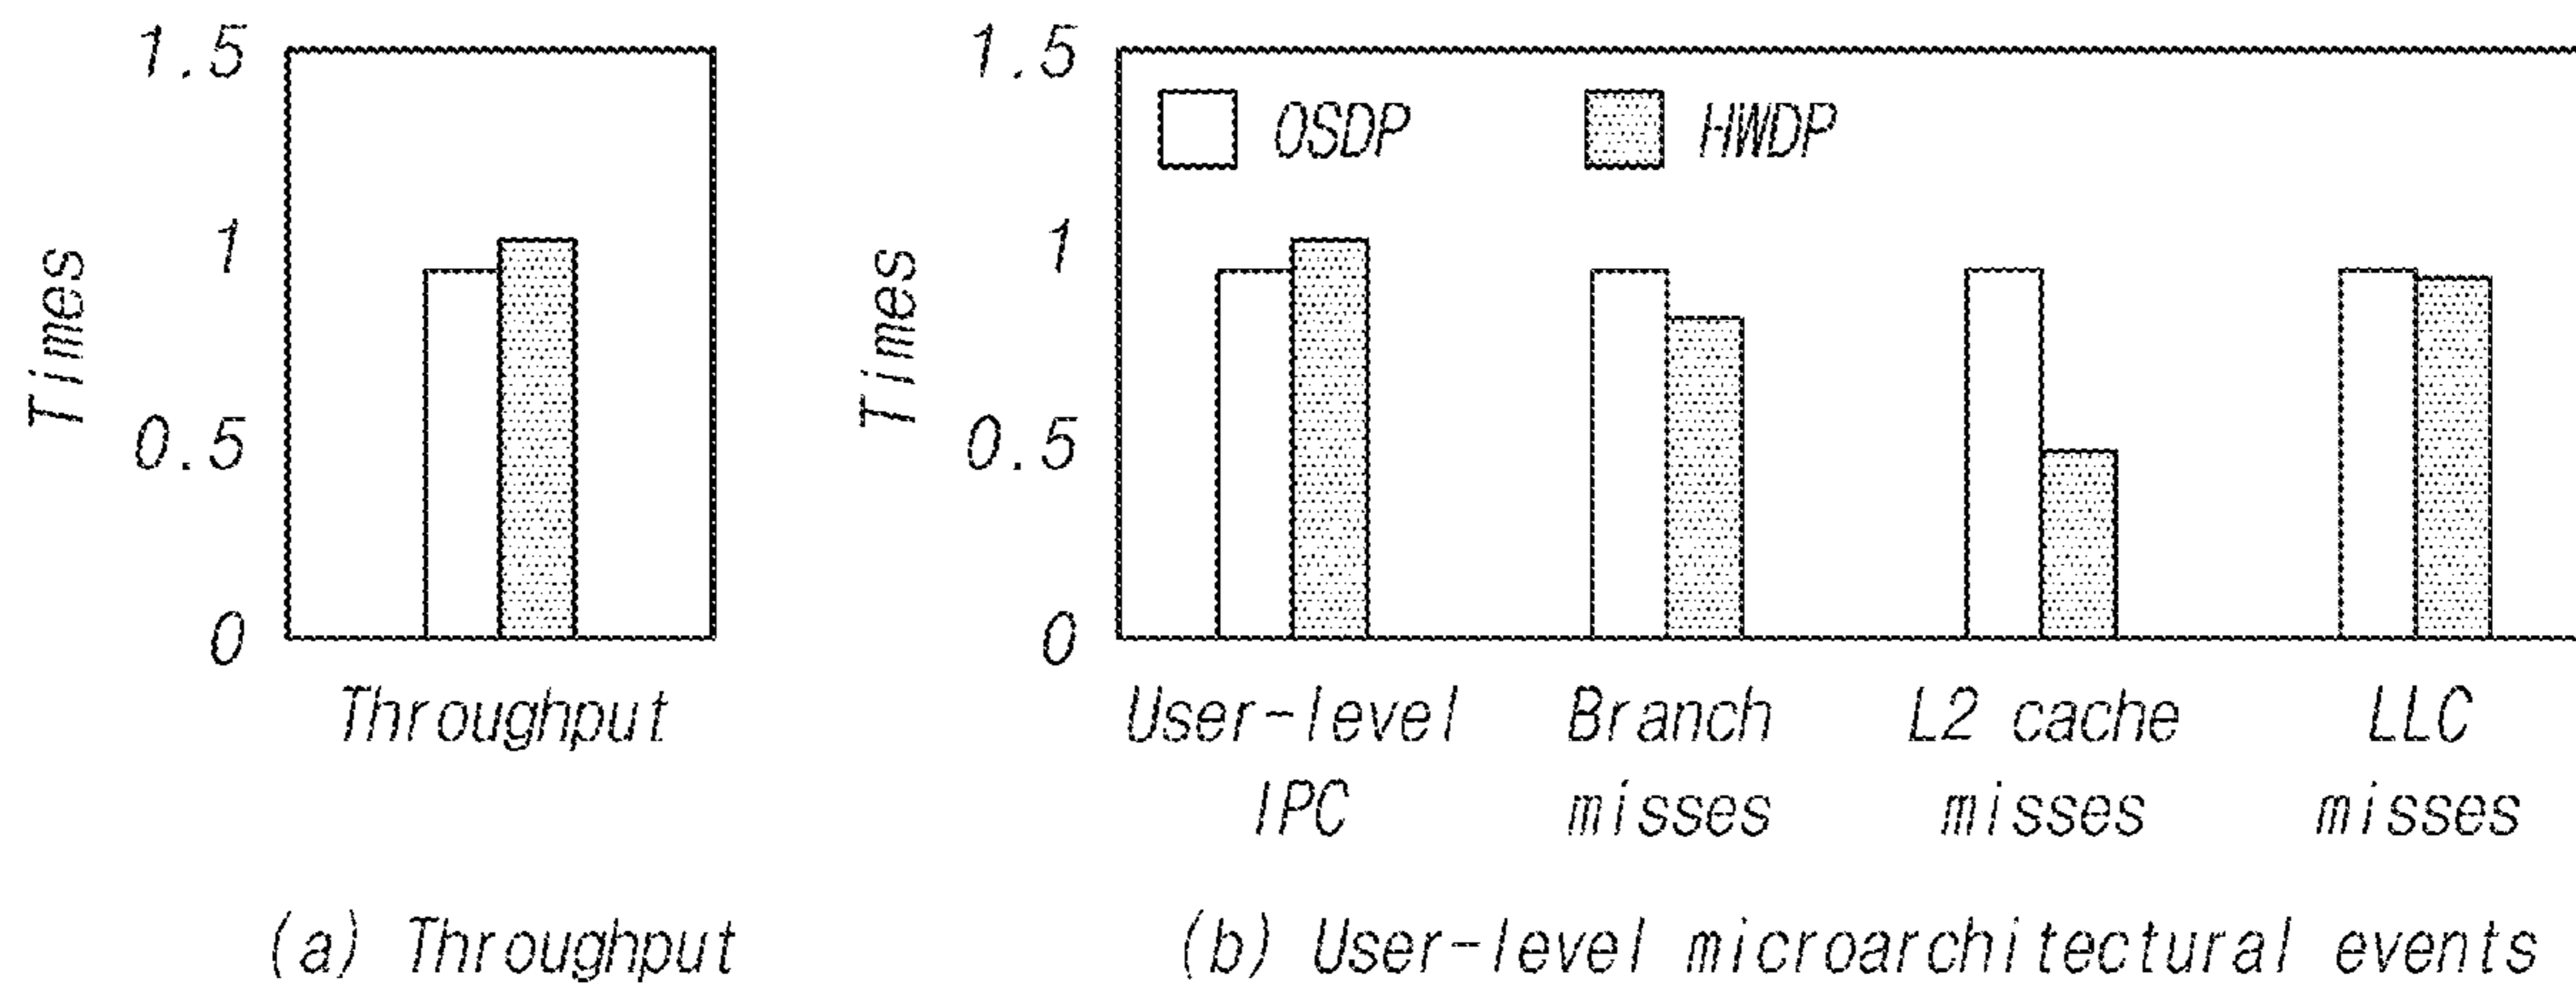 1.5
1
0.5
0
Times
Throughput
(a) Throughput
1.5
1
0.5
0
Times
OSDP
HWDP
User-level
IPC
Branch
misses
L2 cache
misses
LLC
misses
(b) User-level microarchitectural events